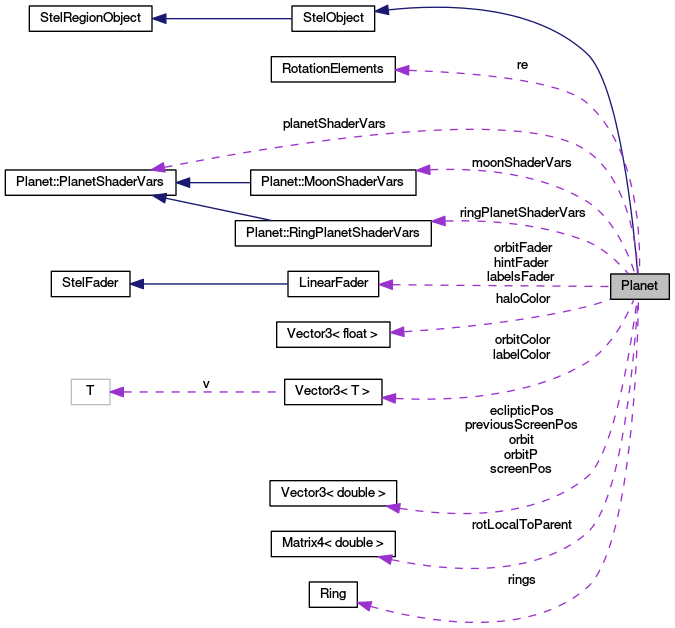 StelRegionObject
StelObject
RotationElements
re
planetShaderVars
moonShaderVars
Planet::PlanetShaderVars
Planet::MoonShaderVars
ringPlanetShaderVars
Planet::RingPlanetShaderVars
orbitFader
hintFader
labelsFader
StelFader
LinearFader
Planet
haloColor
Vector3< float >
orbitColor
labelColor
T
v
Vector3< T >
eclipticPos
previousScreenPos
orbit
orbitP
screenPos
Vector3< double >
rotLocalToParent
Matrix4< double >
rings
Ring